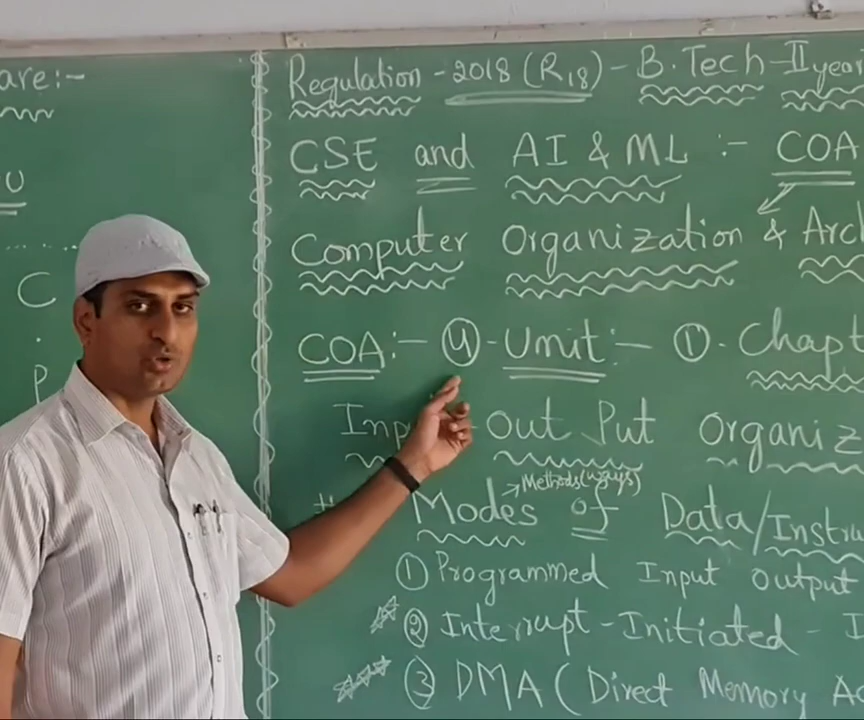 are:-
U
C
P
Regulation - 2018 (R18) - B.Tech - II year
CSE and AI & ML :- COA
Computer Organization & Arch
COA:- 4 - Unit:- 1. Chapt
Inp out Put Organiz
→ Methods (ways)
Modes of Data/Instru
1 Programmed Input output
2 Interrupt - Initiated - I
3 DMA (Direct Memory Ac